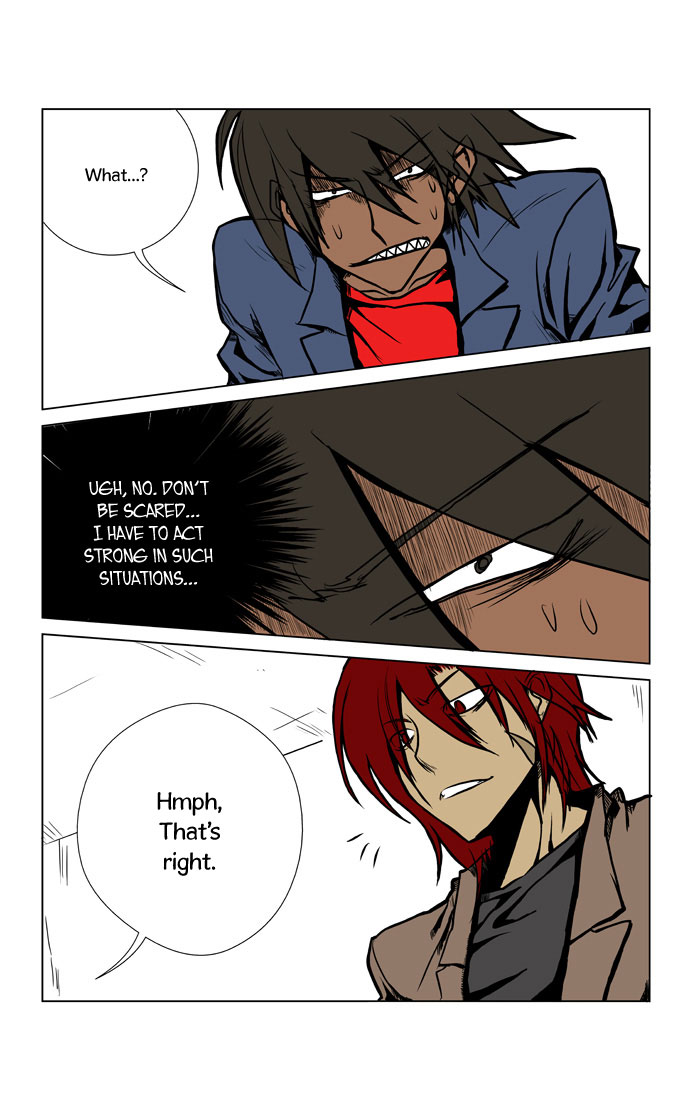 What...?
UGH, NO. DON'T
BE SCARED...
I HAVE TO ACT
STRONG IN SUCH
SITUATIONS...
Hmph,
That's
right.